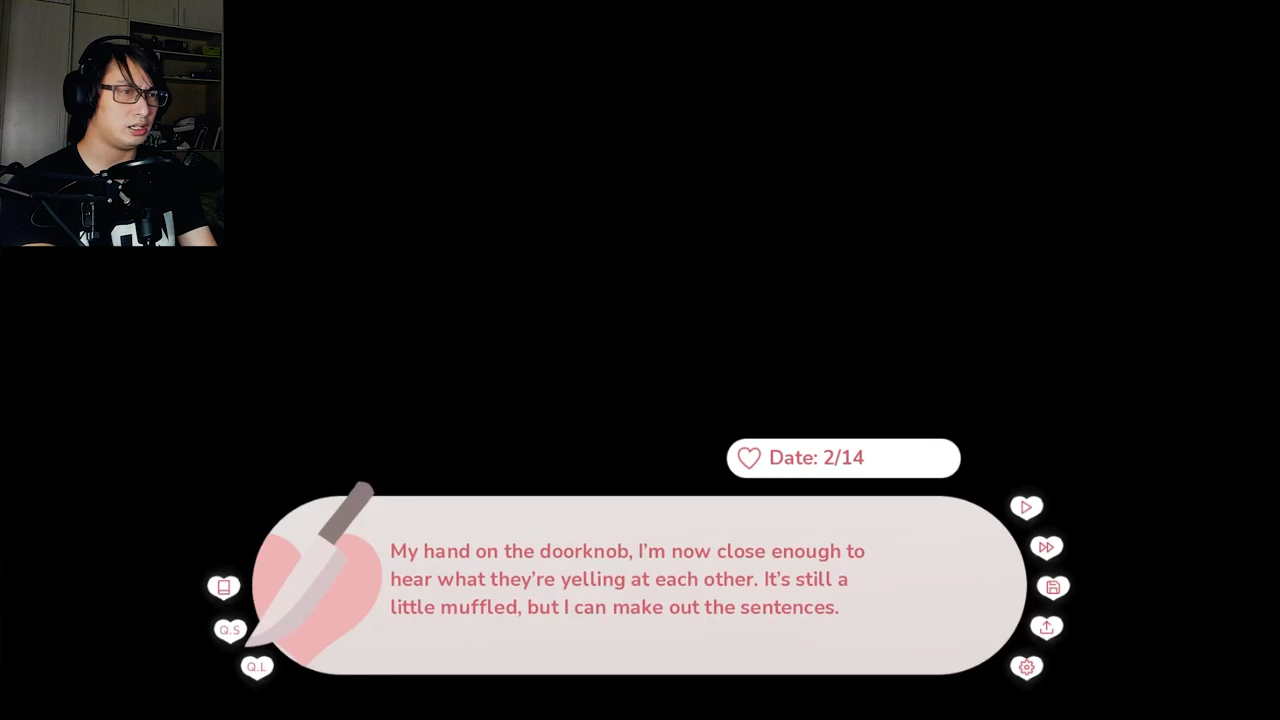 Date: 2/14
My hand on the doorknob, I'm now close enough to
hear what they're yelling at each other. It's still a
little muffled, but I can make out the sentences.
Q.S
Q.L